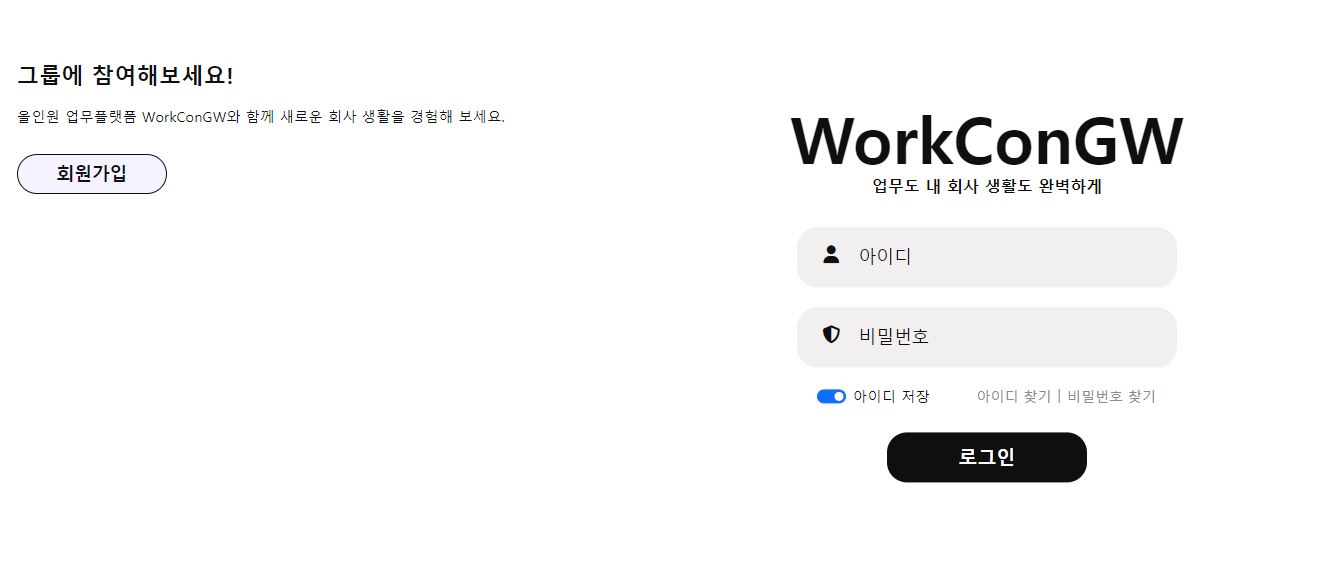 그룹에 참여해보세요!
올인원 업무플랫폼 WorkConGW와 함께 새로운 회사 생활을 경험해 보세요.
회원가입
WorkConGW
업무도 내 회사 생활도 완벽하게
아이디
비밀번호
아이디 저장 아이디 찾기 | 비밀번호 찾기
로그인